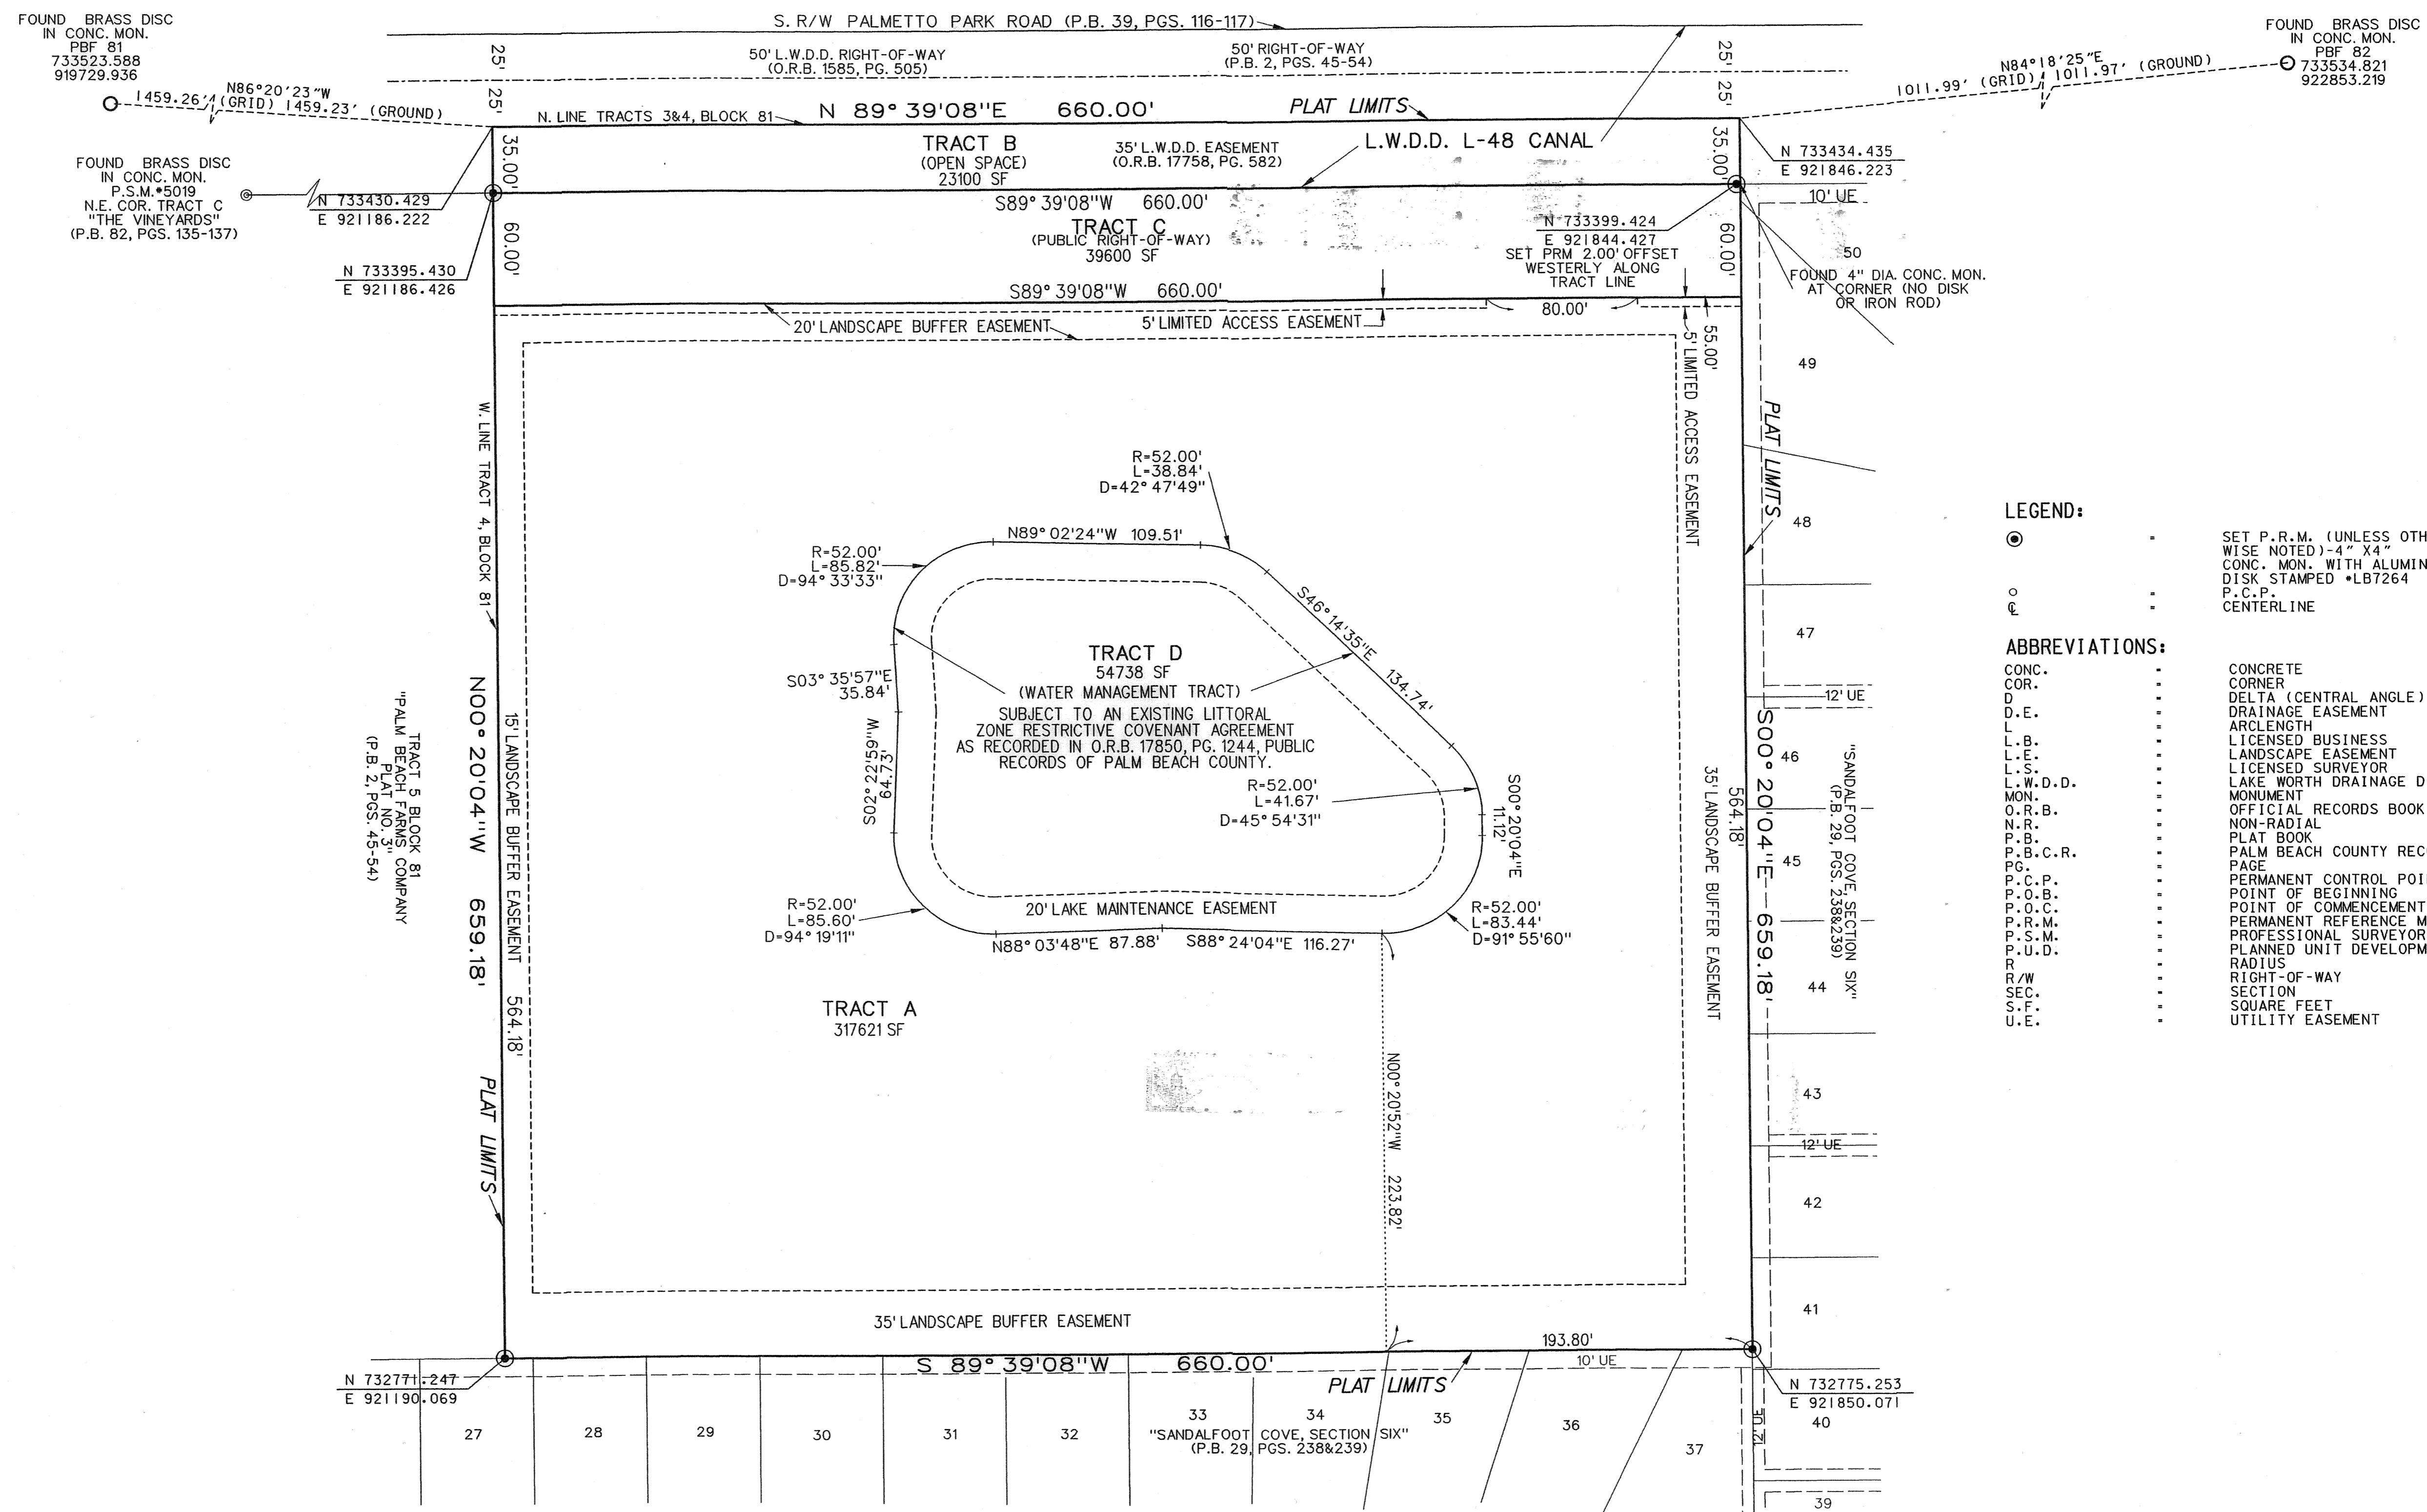 FOUND BRASS DISC
IN CONC. MON.
PBF 81
733523.588
919729.936
S. R/W PALMETTO PARK ROAD (P.B. 39, PGS. 116-117)
FOUND BRASS DISC
IN CONC. MON.
PBF 82
733534.821
922853.219
25'
50' L.W.D.D. RIGHT-OF-WAY
(O.R.B. 1585, PG. 505)
50' RIGHT-OF-WAY
(P.B. 2, PGS. 45-54)
25'
N86°20'23"W
1459.26' (GRID) 1459.23' (GROUND)
25'
25'
N84°18'25"E
1011.99' (GRID) 1011.97' (GROUND)
N. LINE TRACTS 3&4, BLOCK 81
N 89°39'08"E 660.00'
PLAT LIMITS
FOUND BRASS DISC
IN CONC. MON.
P.S.M.#5019
N.E. COR. TRACT C
"THE VINEYARDS"
(P.B. 82, PGS. 135-137)
35.00'
TRACT B
(OPEN SPACE)
23100 SF
35' L.W.D.D. EASEMENT
(O.R.B. 17758, PG. 582)
L.W.D.D. L-48 CANAL
35.00'
N 733434.435
E 921846.223
N 733430.429
E 921186.222
S89°39'08"W 660.00'
TRACT C
(PUBLIC RIGHT-OF-WAY)
39600 SF
10' UE
60.00'
N 733399.424
E 921844.427
SET PRM 2.00' OFFSET
WESTERLY ALONG
TRACT LINE
60.00'
50
FOUND 4" DIA. CONC. MON.
AT CORNER (NO DISK
OR IRON ROD)
N 733395.430
E 921186.426
S89°39'08"W 660.00'
20' LANDSCAPE BUFFER EASEMENT
5' LIMITED ACCESS EASEMENT
80.00'
55.00'
5' LIMITED ACCESS EASEMENT
49
W. LINE TRACT 4, BLOCK 81
PLAT LIMITS
R=52.00'
L=38.84'
D=42°47'49"
48
N89°02'24"W 109.51'
R=52.00'
L=85.82'
D=94°33'33"
S46°14'35"E 134.74'
47
TRACT D
54738 SF
(WATER MANAGEMENT TRACT)
SUBJECT TO AN EXISTING LITTORAL
ZONE RESTRICTIVE COVENANT AGREEMENT
AS RECORDED IN O.R.B. 17850, PG. 1244, PUBLIC
RECORDS OF PALM BEACH COUNTY.
S03°35'57"E
35.84'
12' UE
S02°22'59"W
64.73'
R=52.00'
L=41.67'
D=45°54'31"
S00°20'04"E
11.12'
46
45
"SANDALFOOT COVE, SECTION SIX"
(P.B. 29, PGS. 238&239)
S00°20'04"E 659.18'
564.18'
35' LANDSCAPE BUFFER EASEMENT
TRACT 5 BLOCK 81
"PALM BEACH FARMS COMPANY
PLAT NO. 3"
(P.B. 2, PGS. 45-54)
N00°20'04"W 659.18'
15' LANDSCAPE BUFFER EASEMENT 564.18'
R=52.00'
L=85.60'
D=94°19'11"
20' LAKE MAINTENANCE EASEMENT
R=52.00'
L=83.44'
D=91°55'60"
N88°03'48"E 87.88'
S88°24'04"E 116.27'
44
TRACT A
317621 SF
N00°20'52"W 223.82'
43
PLAT LIMITS
12' UE
42
41
35' LANDSCAPE BUFFER EASEMENT
193.80'
S 89°39'08"W 660.00'
10' UE
PLAT LIMITS
N 732771.247
E 921190.069
N 732775.253
E 921850.071
27
28
29
30
31
32
33
34
35
36
37
12' UE
40
39
"SANDALFOOT COVE, SECTION SIX"
(P.B. 29, PGS. 238&239)
LEGEND:
= SET P.R.M. (UNLESS OTH
WISE NOTED)-4" X4"
CONC. MON. WITH ALUMIN
DISK STAMPED #LB7264
= P.C.P.
℄ = CENTERLINE
ABBREVIATIONS:
CONC. = CONCRETE
COR. = CORNER
D = DELTA (CENTRAL ANGLE)
D.E. = DRAINAGE EASEMENT
L = ARCLENGTH
L.B. = LICENSED BUSINESS
L.E. = LANDSCAPE EASEMENT
L.S. = LICENSED SURVEYOR
L.W.D.D. = LAKE WORTH DRAINAGE D
MON. = MONUMENT
O.R.B. = OFFICIAL RECORDS BOOK
N.R. = NON-RADIAL
P.B. = PLAT BOOK
P.B.C.R. = PALM BEACH COUNTY REC
PG. = PAGE
P.C.P. = PERMANENT CONTROL POI
P.O.B. = POINT OF BEGINNING
P.O.C. = POINT OF COMMENCEMENT
P.R.M. = PERMANENT REFERENCE M
P.S.M. = PROFESSIONAL SURVEYOR
P.U.D. = PLANNED UNIT DEVELOPM
R = RADIUS
R/W = RIGHT-OF-WAY
SEC. = SECTION
S.F. = SQUARE FEET
U.E. = UTILITY EASEMENT